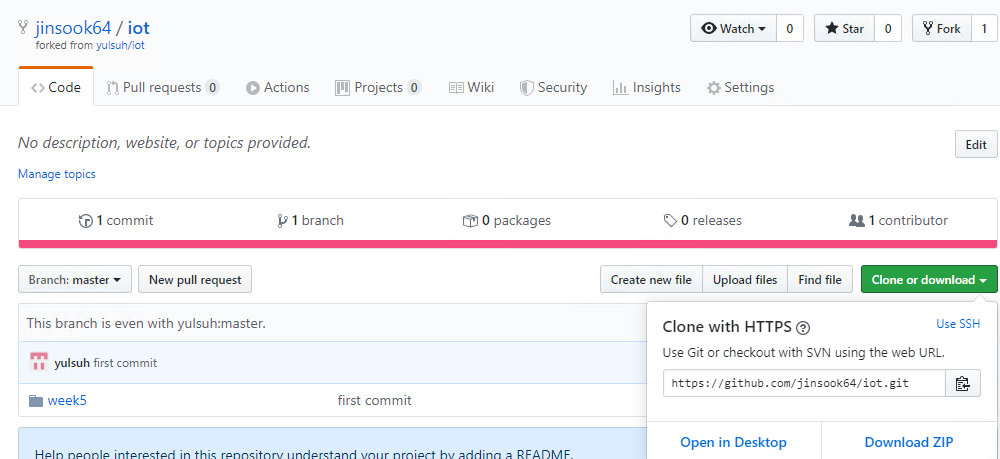 jinsook64 / iot
forked from yulsuh/iot
Watch 0 Star 0 Fork 1
Code Pull requests 0 Actions Projects 0 Wiki Security Insights Settings
No description, website, or topics provided.
Edit
Manage topics
1 commit 1 branch 0 packages 0 releases 1 contributor
Branch: master New pull request Create new file Upload files Find file Clone or download
This branch is even with yulsuh:master.
yulsuh first commit
week5 first commit
Clone with HTTPS ? Use SSH
Use Git or checkout with SVN using the web URL.
https://github.com/jinsook64/iot.git
Open in Desktop Download ZIP
Help people interested in this repository understand your project by adding a README.